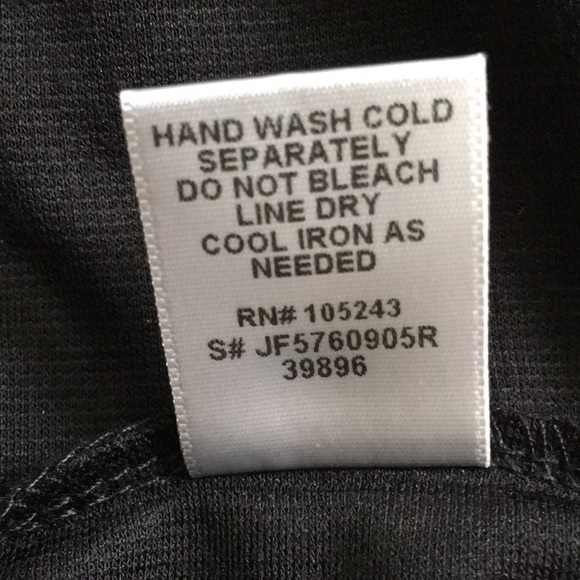 HAND WASH COLD
SEPARATELY
DO NOT BLEACH
LINE DRY
COOL IRON AS
NEEDED
RN# 105243
S# JF5760905R
39896